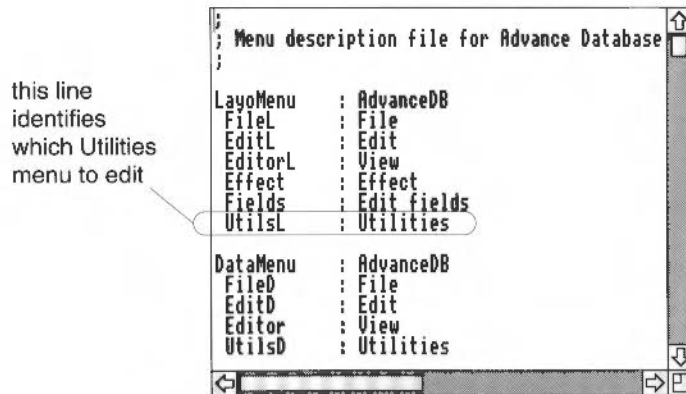 this line
identifies
which Utilities
menu to edit
;
; Menu description file for Advance Database
;
LayoMenu : AdvanceDB
FileL : File
EditL : Edit
EditorL : View
Effect : Effect
Fields : Edit fields
UtilsL : Utilities
DataMenu : AdvanceDB
FileD : File
EditD : Edit
Editor : View
UtilsD : Utilities